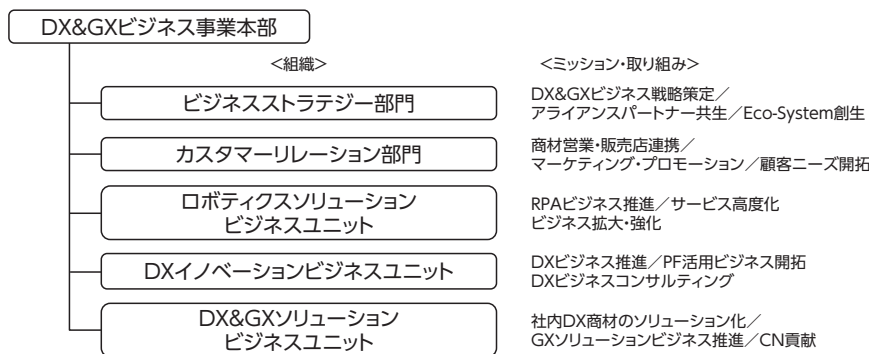 DX&GXビジネス事業本部
<組織>
<ミッション・取り組み>
ビジネスストラテジー部門
DX&GXビジネス戦略策定／
アライアンスパートナー共生／Eco-System創生
カスタマーリレーション部門
商材営業・販売店連携／
マーケティング・プロモーション／顧客ニーズ開拓
ロボティクスソリューション
ビジネスユニット
RPAビジネス推進／サービス高度化
ビジネス拡大・強化
DXイノベーションビジネスユニット
DXビジネス推進／PF活用ビジネス開拓
DXビジネスコンサルティング
DX&GXソリューション
ビジネスユニット
社内DX商材のソリューション化／
GXソリューションビジネス推進／CN貢献